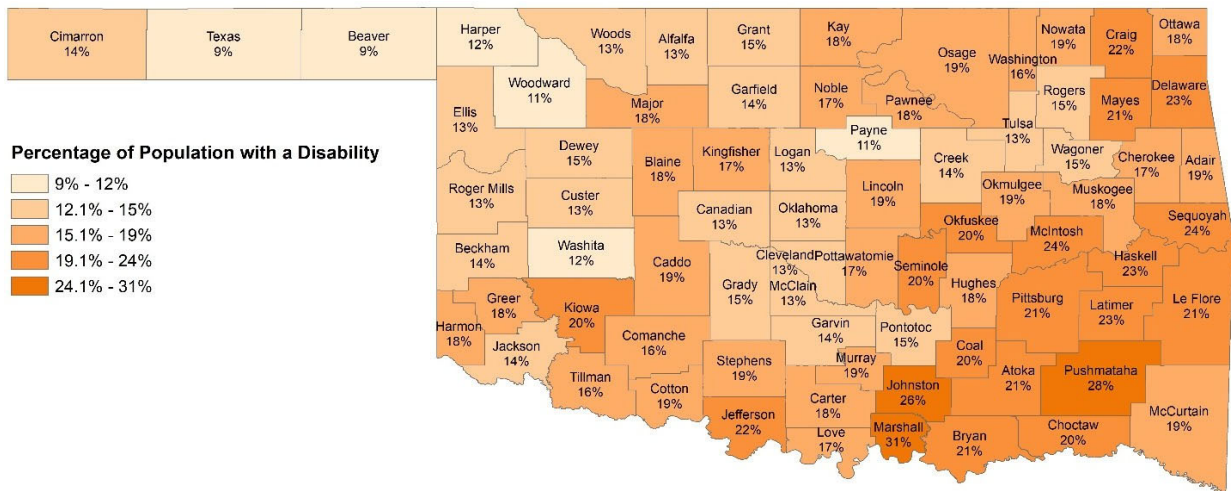 Cimarron
14%
Texas
9%
Beaver
9%
Harper
12%
Woods
13%
Alfalfa
13%
Grant
15%
Kay
18%
Osage
19%
Washington
16%
Nowata
19%
Craig
22%
Ottawa
18%
Woodward
11%
Ellis
13%
Major
18%
Garfield
14%
Noble
17%
Pawnee
18%
Rogers
15%
Mayes
21%
Delaware
23%
Percentage of Population with a Disability
9% - 12%
12.1% - 15%
15.1% - 19%
19.1% - 24%
24.1% - 31%
Dewey
15%
Blaine
18%
Kingfisher
17%
Logan
13%
Payne
11%
Creek
14%
Tulsa
13%
Wagoner
15%
Cherokee
17%
Adair
19%
Roger Mills
13%
Custer
13%
Canadian
13%
Oklahoma
13%
Lincoln
19%
Okmulgee
19%
Muskogee
18%
Okfuskee
20%
McIntosh
24%
Sequoyah
24%
Beckham
14%
Washita
12%
Caddo
19%
Grady
15%
Cleveland
13%
McClain
13%
Pottawatomie
17%
Seminole
20%
Hughes
18%
Pittsburg
21%
Haskell
23%
Latimer
23%
Le Flore
21%
Harmon
18%
Greer
18%
Kiowa
20%
Jackson
14%
Comanche
16%
Tillman
16%
Cotton
19%
Stephens
19%
Garvin
14%
Murray
19%
Pontotoc
15%
Coal
20%
Atoka
21%
Pushmataha
28%
McCurtain
19%
Jefferson
22%
Carter
18%
Johnston
26%
Love
17%
Marshall
31%
Bryan
21%
Choctaw
20%